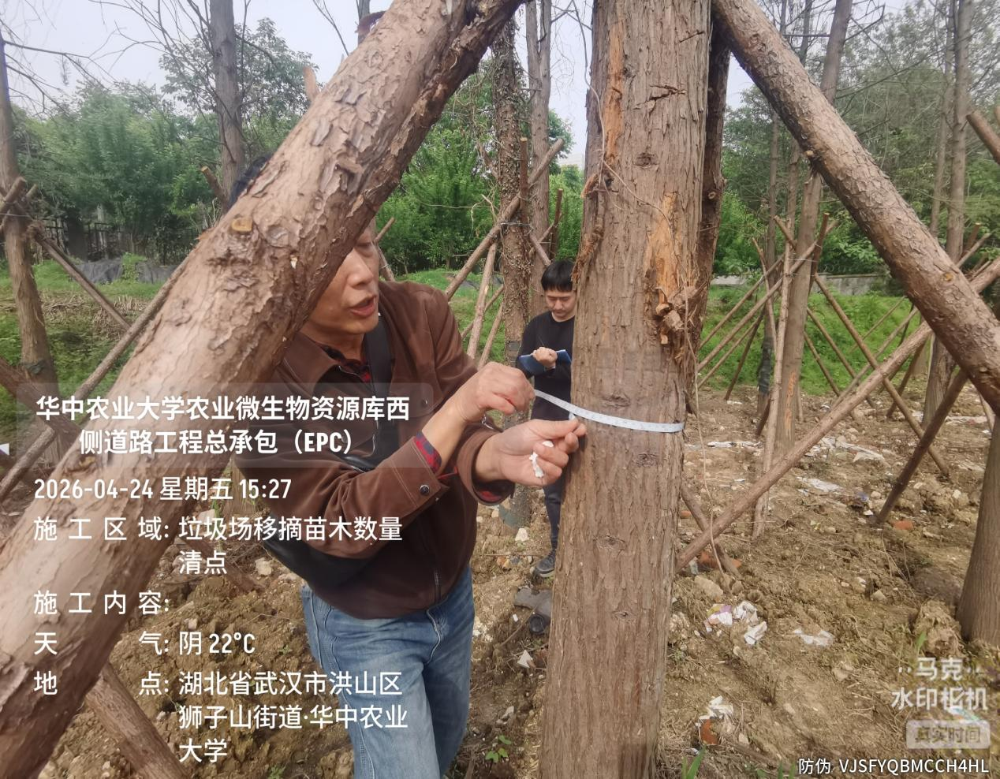 华中农业大学农业微生物资源库西
侧道路工程总承包（EPC）
2026-04-24 星期五 15:27
施工区域: 垃圾场移摘苗木数量
清点
施工内容:
天气: 阴 22°C
地点: 湖北省武汉市洪山区
狮子山街道·华中农业
大学
马克
水印相机
真实时间
防伪 VJSFYQBMCCH4HL